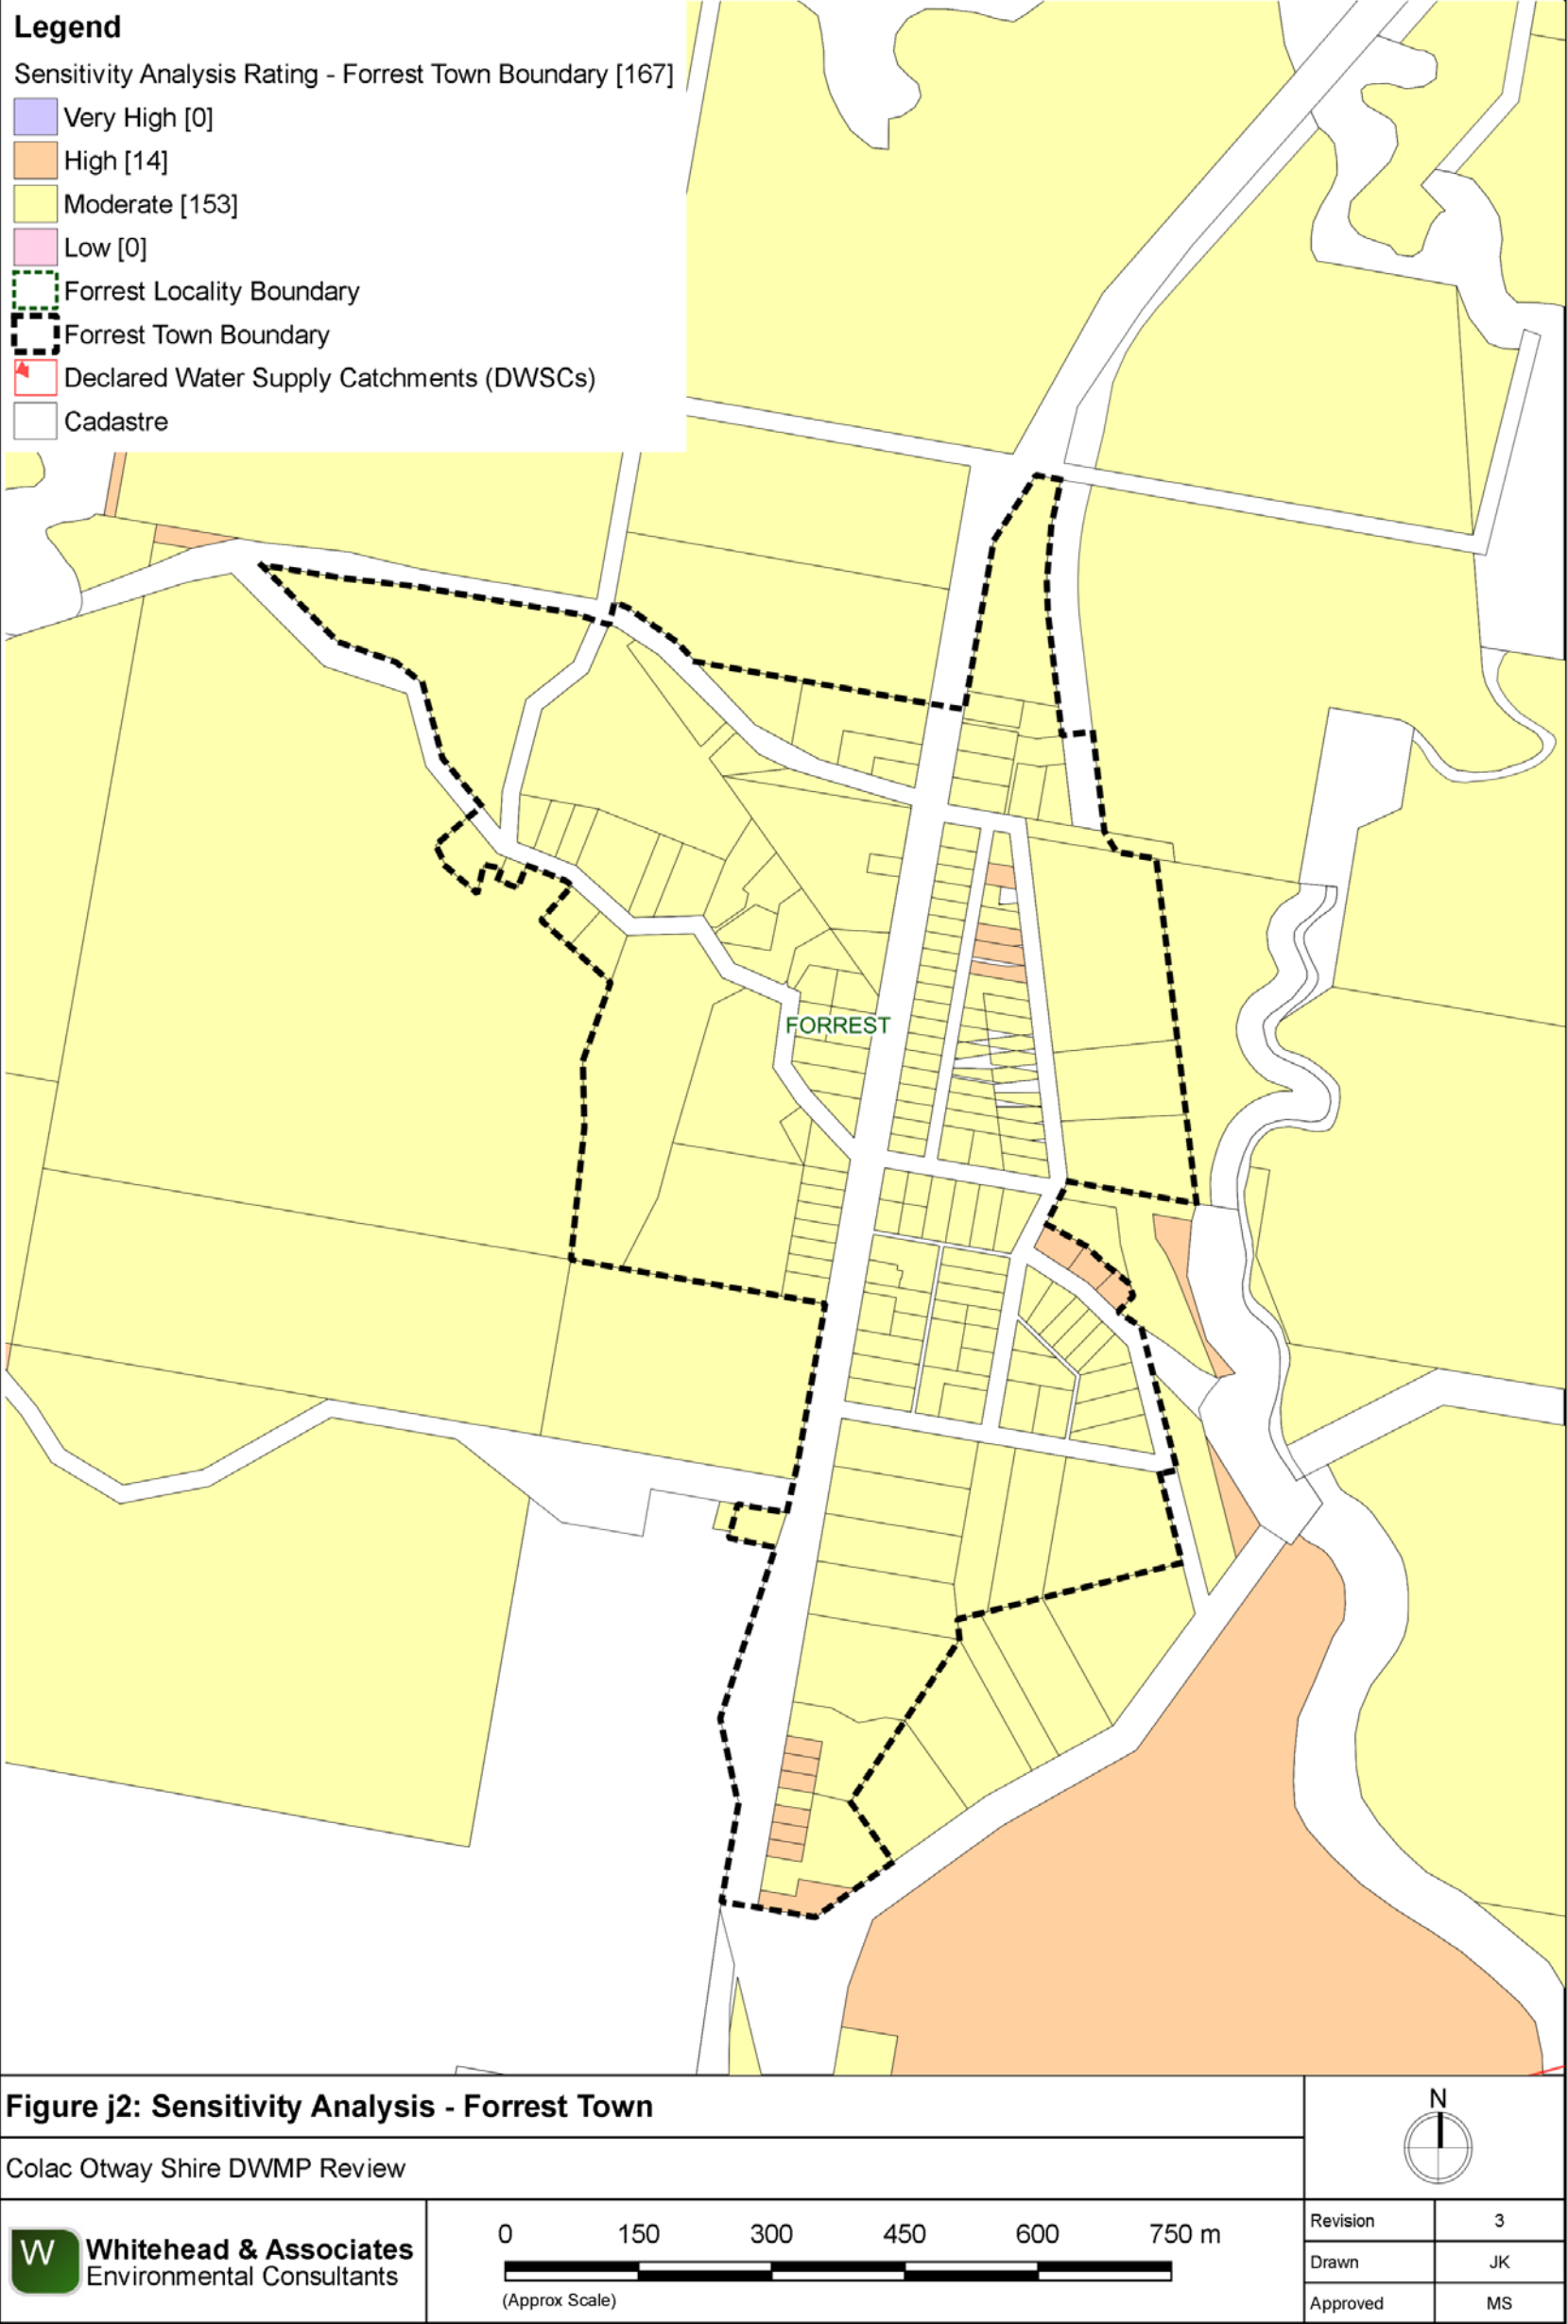 Legend
Sensitivity Analysis Rating - Forrest Town Boundary [167]
Very High [0]
High [14]
Moderate [153]
Low [0]
Forrest Locality Boundary
Forrest Town Boundary
Declared Water Supply Catchments (DWSCs)
Cadastre
FORREST
Figure j2: Sensitivity Analysis - Forrest Town
N
Colac Otway Shire DWMP Review
W
Whitehead & Associates
Environmental Consultants
0 150 300 450 600 750 m
(Approx Scale)
Revision 3
Drawn JK
Approved MS